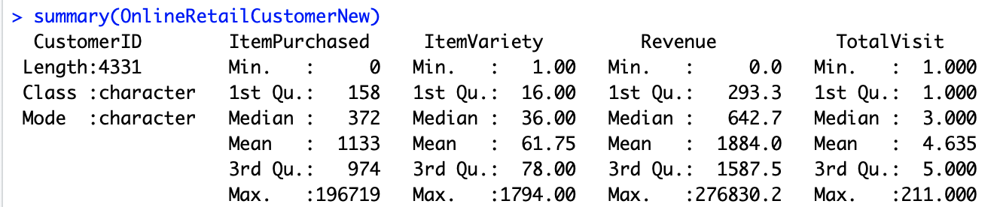 > summary(OnlineRetailCustomerNew)
CustomerID ItemPurchased ItemVariety Revenue TotalVisit
Length:4331 Min. : 0 Min. : 1.00 Min. : 0.0 Min. : 1.000
Class :character 1st Qu.: 158 1st Qu.: 16.00 1st Qu.: 293.3 1st Qu.: 1.000
Mode :character Median : 372 Median : 36.00 Median : 642.7 Median : 3.000
Mean : 1133 Mean : 61.75 Mean : 1884.0 Mean : 4.635
3rd Qu.: 974 3rd Qu.: 78.00 3rd Qu.: 1587.5 3rd Qu.: 5.000
Max. :196719 Max. :1794.00 Max. :276830.2 Max. :211.000